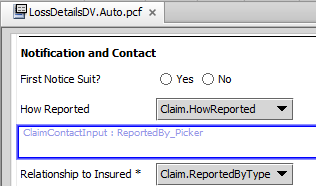 LossDetailsDV.Auto.pcf
Notification and Contact
First Notice Suit? Yes No
How Reported Claim.HowReported
ClaimContactInput : ReportedBy_Picker
Relationship to Insured * Claim.ReportedByType